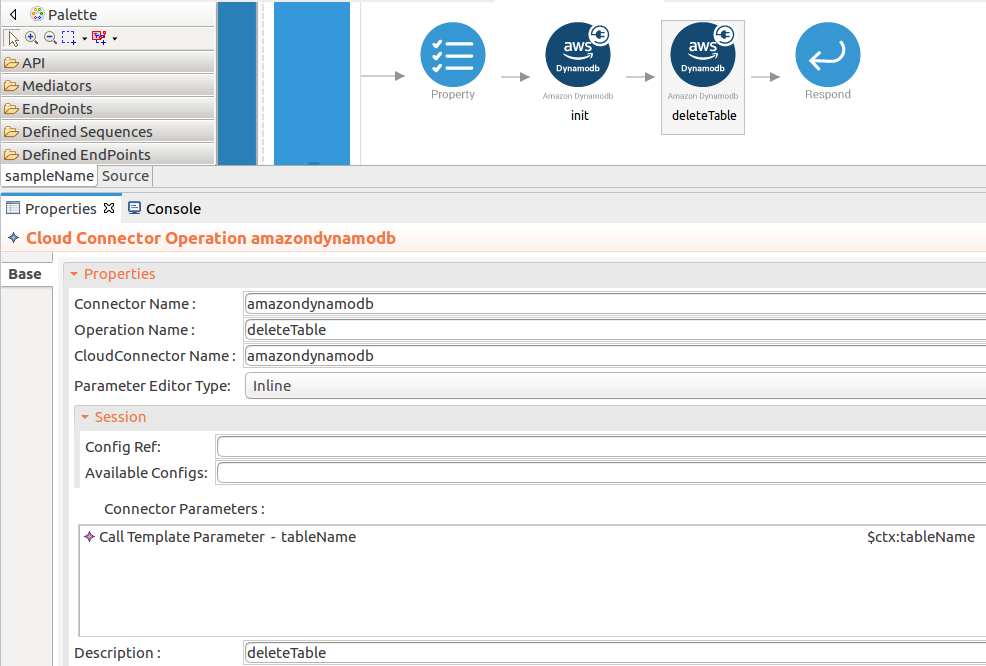 Palette
API
Mediators
EndPoints
Defined Sequences
Defined EndPoints
Property
aws
Dynamodb
Amazon Dynamodb
init
aws
Dynamodb
Amazon Dynamodb
deleteTable
Respond
sampleName Source
Properties Console
Cloud Connector Operation amazondynamodb
Base
Properties
Connector Name : amazondynamodb
Operation Name : deleteTable
CloudConnector Name : amazondynamodb
Parameter Editor Type: Inline
Session
Config Ref:
Available Configs:
Connector Parameters :
Call Template Parameter - tableName $ctx:tableName
Description : deleteTable